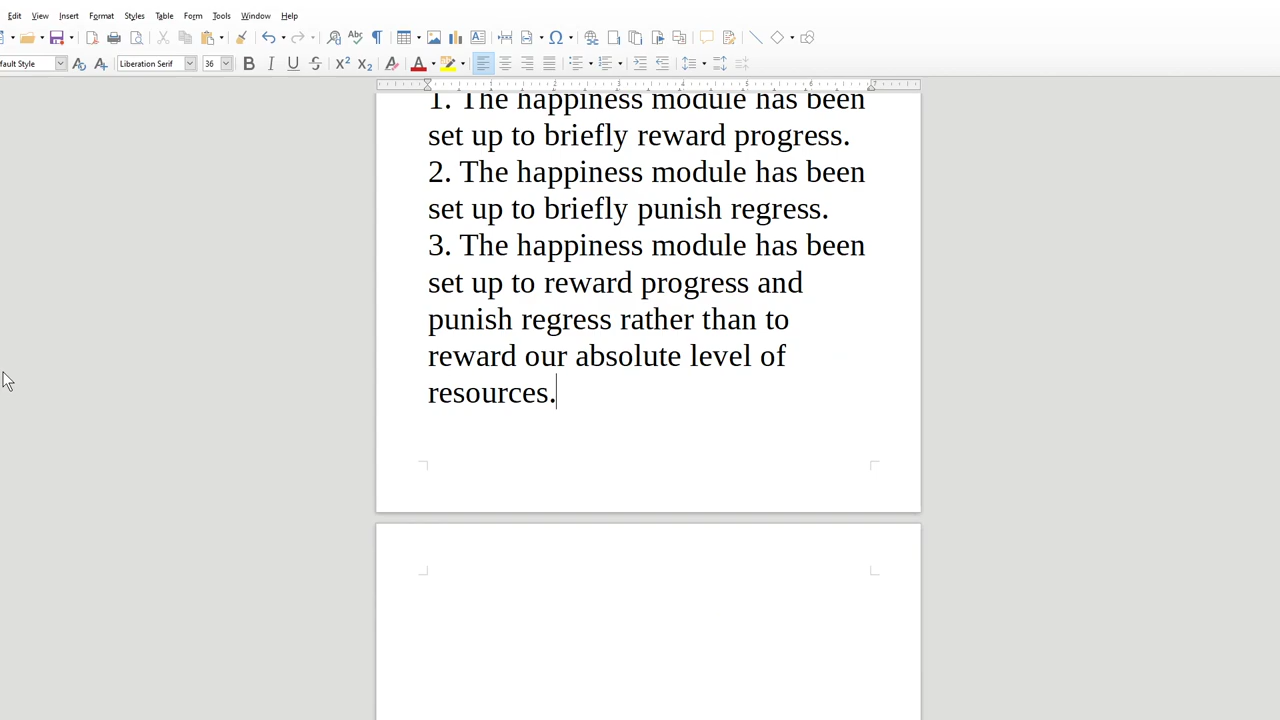 Edit View Insert Format Styles Table Form Tools Window Help
Liberation Serif
1. The happiness module has been
set up to briefly reward progress.
2. The happiness module has been
set up to briefly punish regress.
3. The happiness module has been
set up to reward progress and
punish regress rather than to
reward our absolute level of
resources.